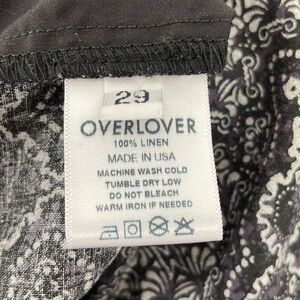 29
OVERLOVER
100% LINEN
MADE IN USA
MACHINE WASH COLD
TUMBLE DRY LOW
DO NOT BLEACH
WARM IRON IF NEEDED